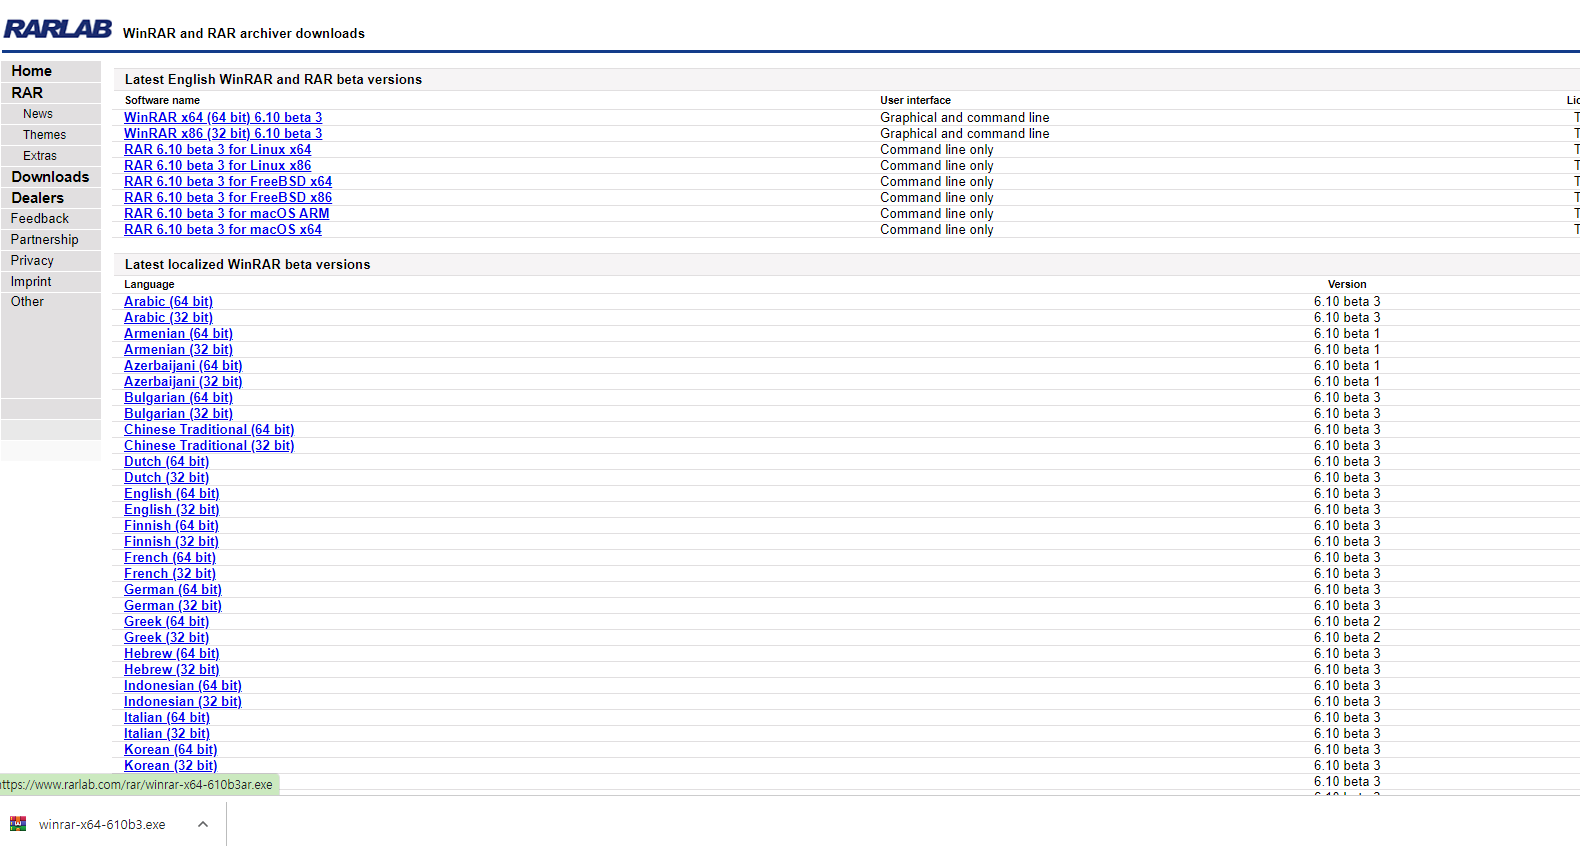 RARLAB WinRAR and RAR archiver downloads
Home
RAR
News
Themes
Extras
Downloads
Dealers
Feedback
Partnership
Privacy
Imprint
Other
Latest English WinRAR and RAR beta versions
Software name User interface Lic
WinRAR x64 (64 bit) 6.10 beta 3 Graphical and command line T
WinRAR x86 (32 bit) 6.10 beta 3 Graphical and command line T
RAR 6.10 beta 3 for Linux x64 Command line only T
RAR 6.10 beta 3 for Linux x86 Command line only T
RAR 6.10 beta 3 for FreeBSD x64 Command line only T
RAR 6.10 beta 3 for FreeBSD x86 Command line only T
RAR 6.10 beta 3 for macOS ARM Command line only T
RAR 6.10 beta 3 for macOS x64 Command line only T
Latest localized WinRAR beta versions
Language Version
Arabic (64 bit) 6.10 beta 3
Arabic (32 bit) 6.10 beta 3
Armenian (64 bit) 6.10 beta 1
Armenian (32 bit) 6.10 beta 1
Azerbaijani (64 bit) 6.10 beta 1
Azerbaijani (32 bit) 6.10 beta 1
Bulgarian (64 bit) 6.10 beta 3
Bulgarian (32 bit) 6.10 beta 3
Chinese Traditional (64 bit) 6.10 beta 3
Chinese Traditional (32 bit) 6.10 beta 3
Dutch (64 bit) 6.10 beta 3
Dutch (32 bit) 6.10 beta 3
English (64 bit) 6.10 beta 3
English (32 bit) 6.10 beta 3
Finnish (64 bit) 6.10 beta 3
Finnish (32 bit) 6.10 beta 3
French (64 bit) 6.10 beta 3
French (32 bit) 6.10 beta 3
German (64 bit) 6.10 beta 3
German (32 bit) 6.10 beta 3
Greek (64 bit) 6.10 beta 2
Greek (32 bit) 6.10 beta 2
Hebrew (64 bit) 6.10 beta 3
Hebrew (32 bit) 6.10 beta 3
Indonesian (64 bit) 6.10 beta 3
Indonesian (32 bit) 6.10 beta 3
Italian (64 bit) 6.10 beta 3
Italian (32 bit) 6.10 beta 3
Korean (64 bit) 6.10 beta 3
Korean (32 bit) 6.10 beta 3
6.10 beta 3
ttps://www.rarlab.com/rar/winrar-x64-610b3ar.exe
winrar-x64-610b3.exe